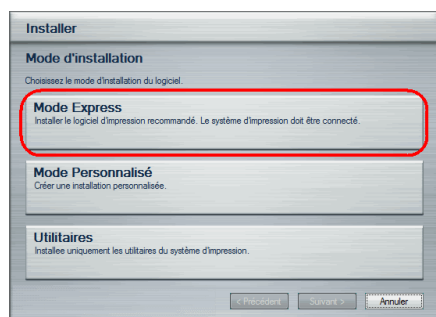 Installer
Mode d'installation
Choisissez le mode d'installation du logiciel.
Mode Express
Installer le logiciel d'impression recommandé. Le système d'impression doit être connecté.
Mode Personnalisé
Créer une installation personnalisée.
Utilitaires
Installee uniquement les utilitaires du système d'impression.
< Précédent Suivant > Annuler